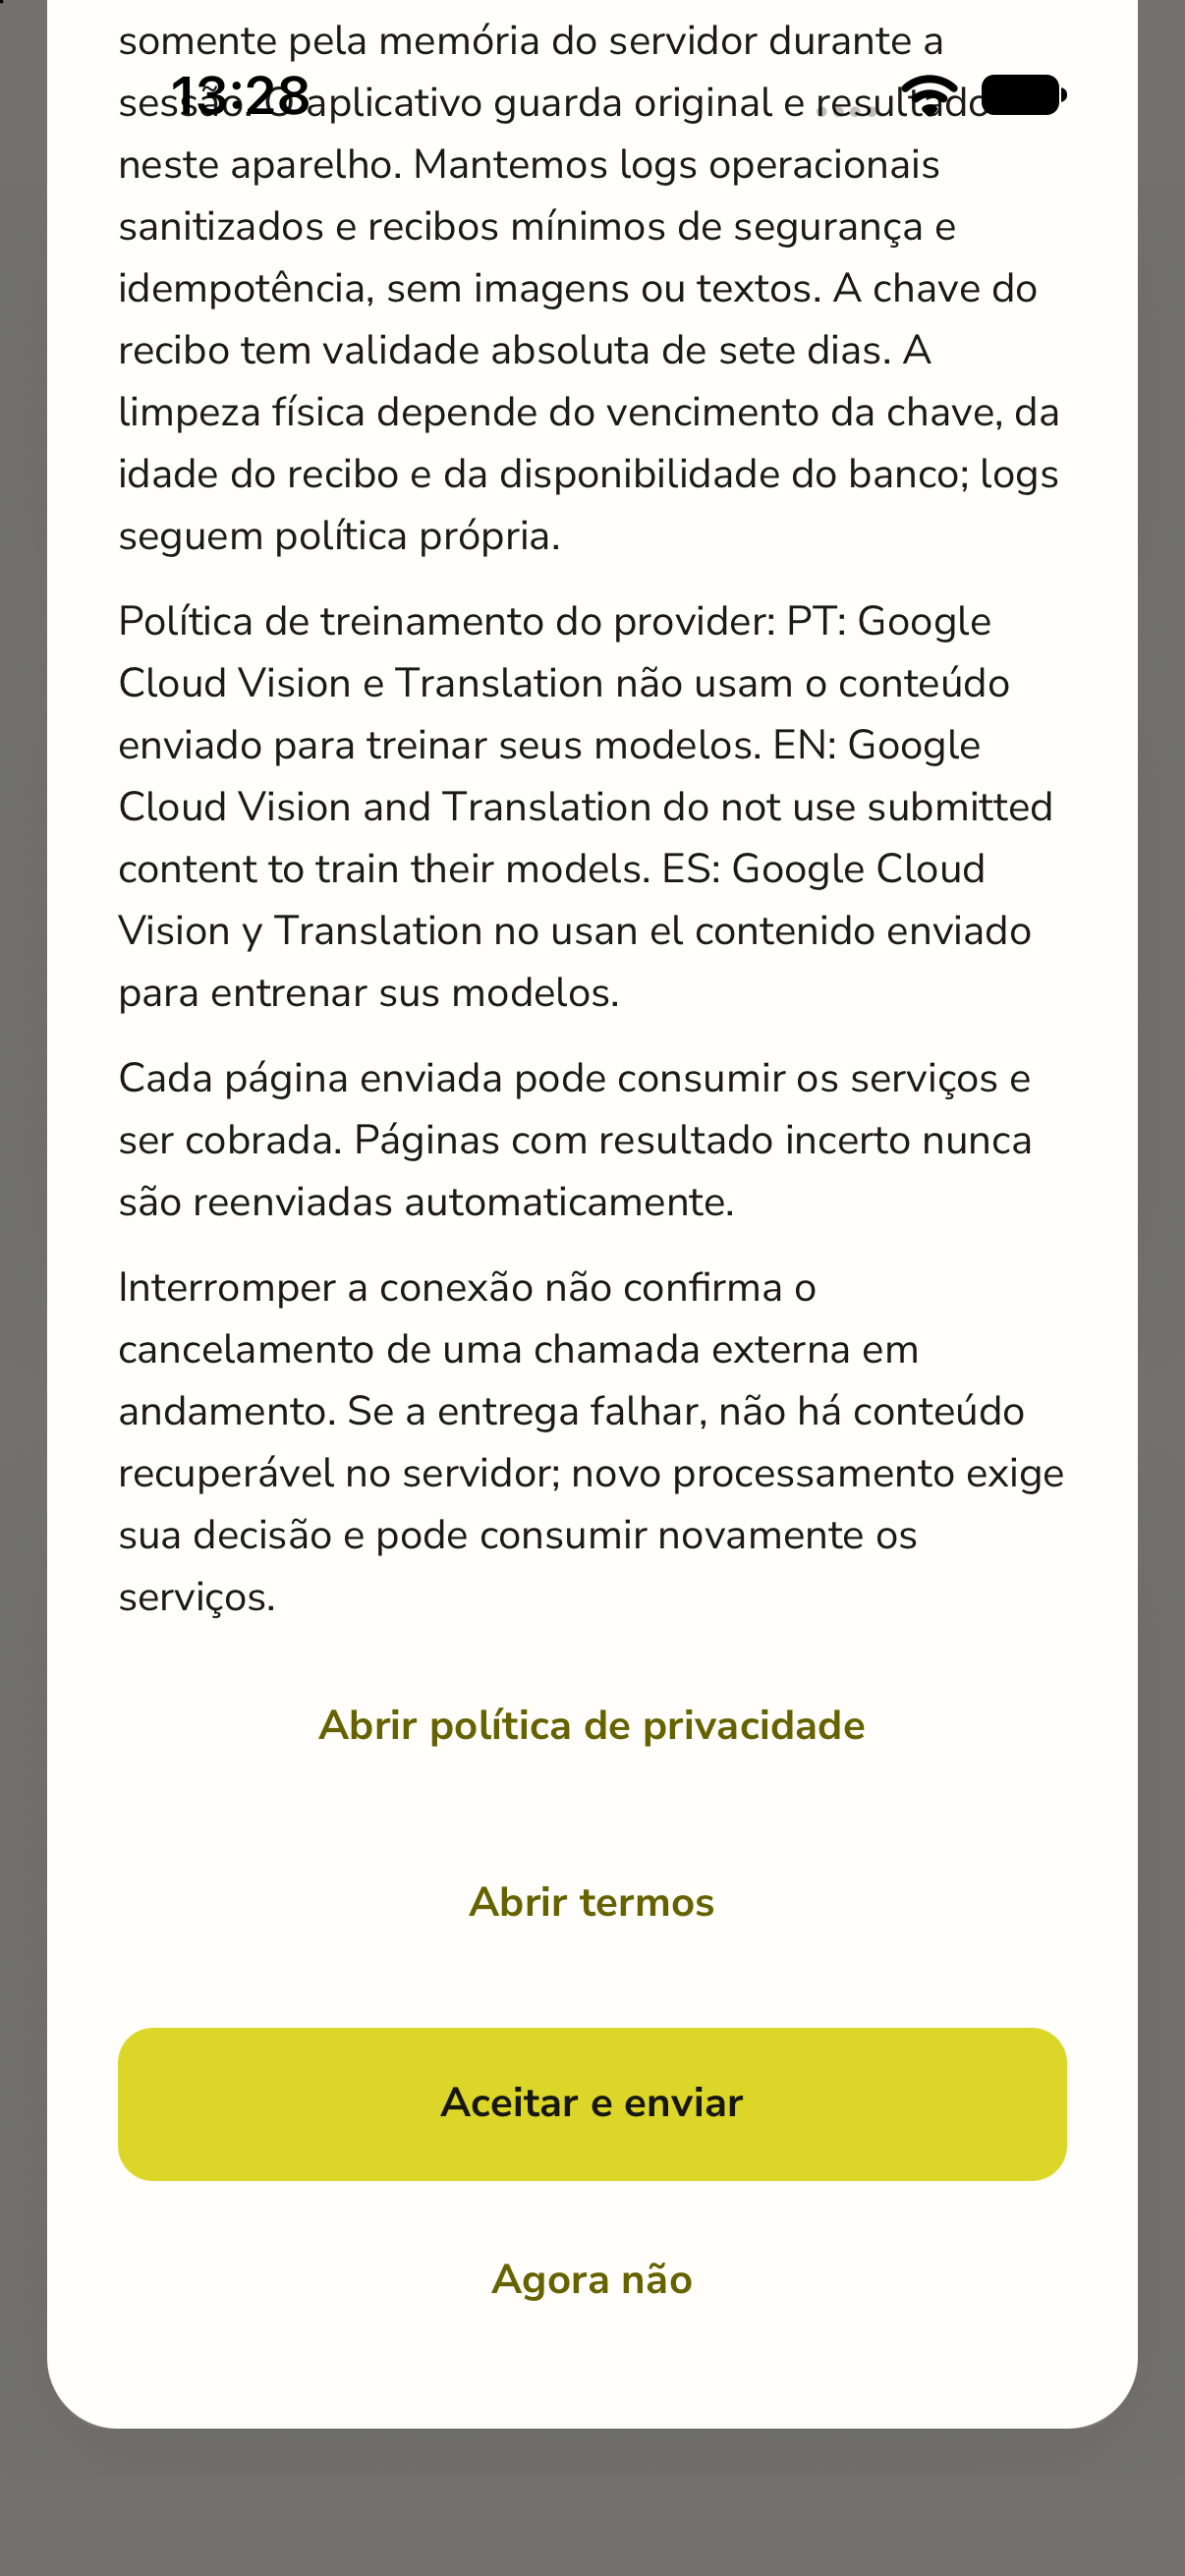 somente pela memória do servidor durante a
13:28
sessão. O aplicativo guarda original e resultado
neste aparelho. Mantemos logs operacionais
sanitizados e recibos mínimos de segurança e
idempotência, sem imagens ou textos. A chave do
recibo tem validade absoluta de sete dias. A
limpeza física depende do vencimento da chave, da
idade do recibo e da disponibilidade do banco; logs
seguem política própria.
Política de treinamento do provider: PT: Google
Cloud Vision e Translation não usam o conteúdo
enviado para treinar seus modelos. EN: Google
Cloud Vision and Translation do not use submitted
content to train their models. ES: Google Cloud
Vision y Translation no usan el contenido enviado
para entrenar sus modelos.
Cada página enviada pode consumir os serviços e
ser cobrada. Páginas com resultado incerto nunca
são reenviadas automaticamente.
Interromper a conexão não confirma o
cancelamento de uma chamada externa em
andamento. Se a entrega falhar, não há conteúdo
recuperável no servidor; novo processamento exige
sua decisão e pode consumir novamente os
serviços.
Abrir política de privacidade
Abrir termos
Aceitar e enviar
Agora não